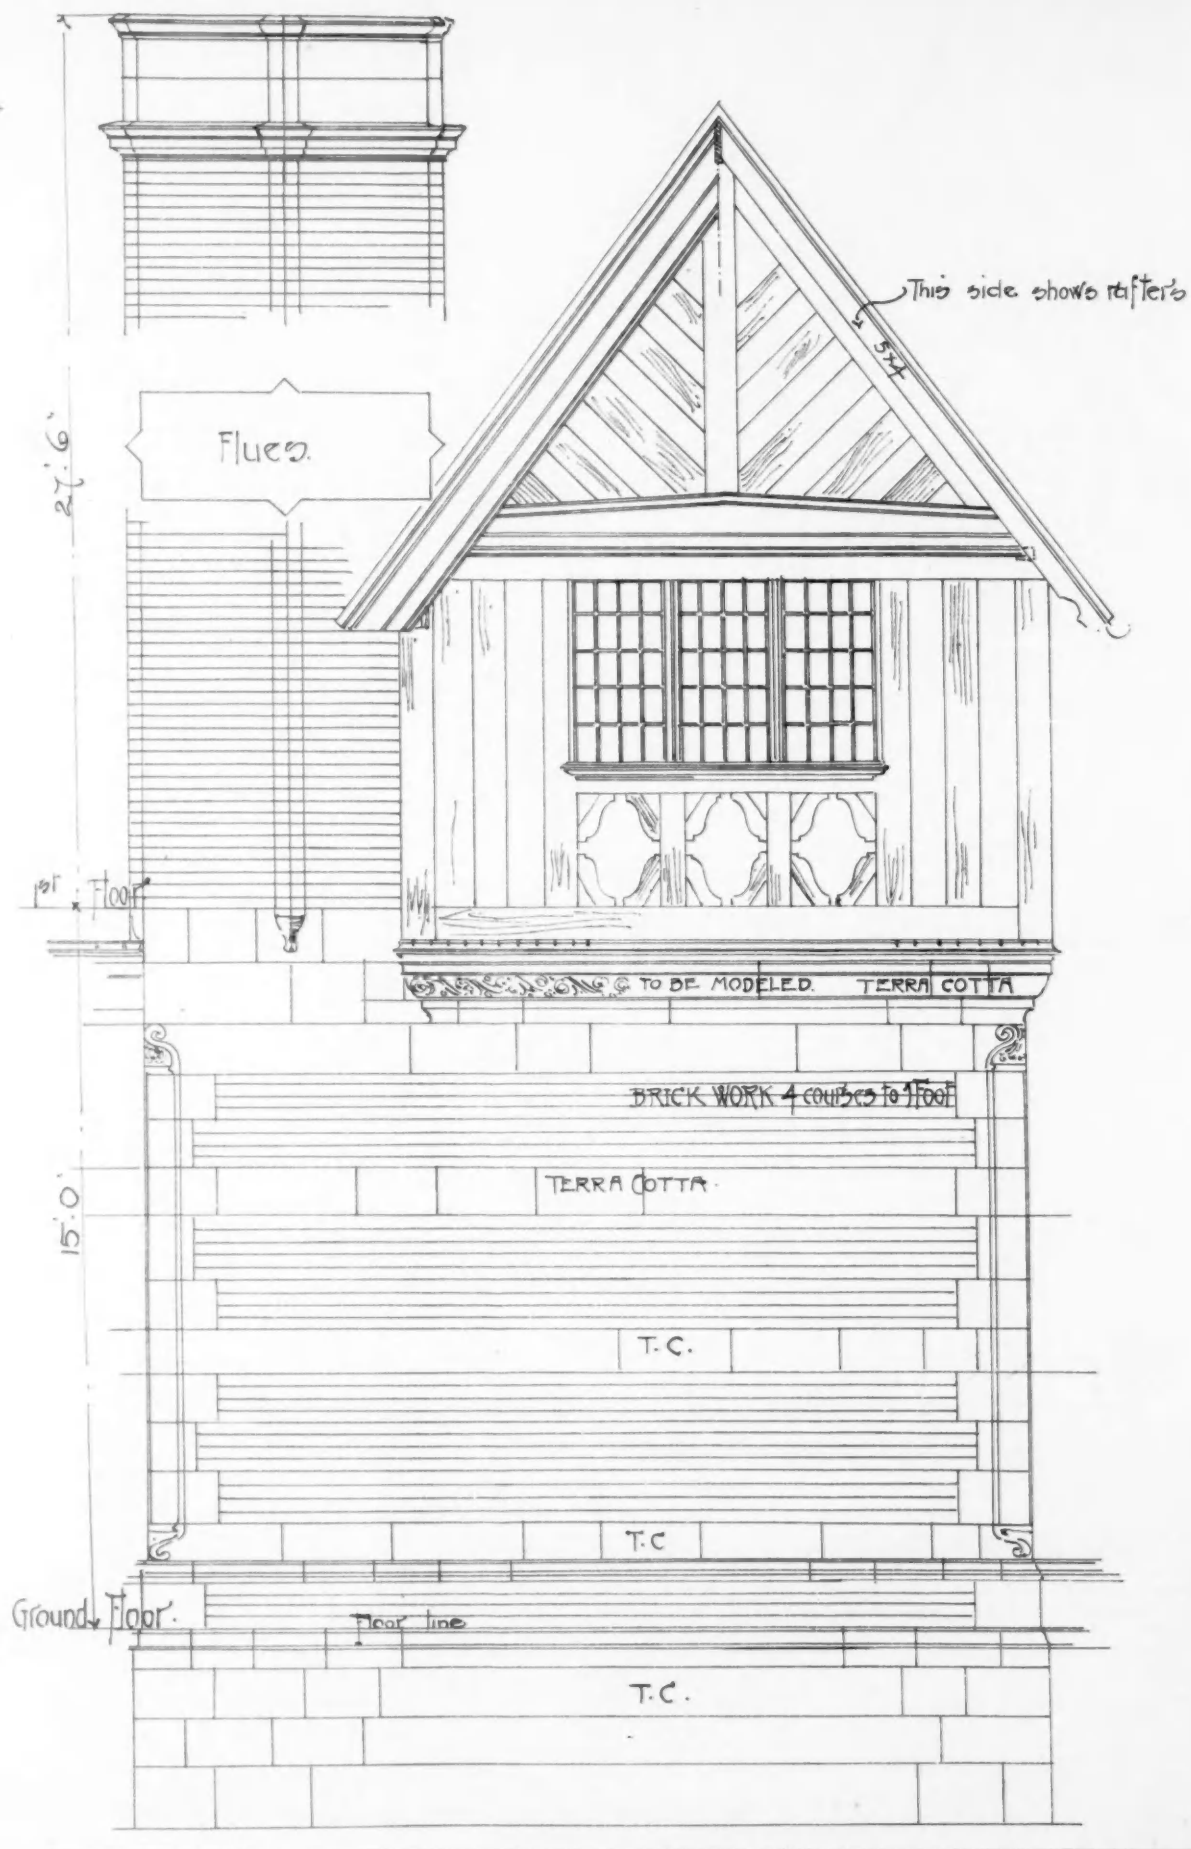 This side shows rafters
5x4
Flues.
27'. 6"
1st Floor
TO BE MODELED. TERRA COTTA
BRICK WORK 4 courses to 1 Foot
TERRA COTTA.
15'. 0"
T. C.
T. C
Ground Floor.
Floor line
T. C.